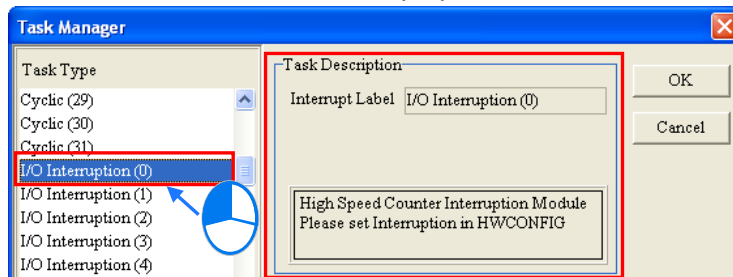 Task Manager
Task Type
Cyclic (29)
Cyclic (30)
Cyclic (31)
I/O Interruption (0)
I/O Interruption (1)
I/O Interruption (2)
I/O Interruption (3)
I/O Interruption (4)
Task Description
Interrupt Label I/O Interruption (0)
High Speed Counter Interruption Module
Please set Interruption in HWCONFIG
OK
Cancel